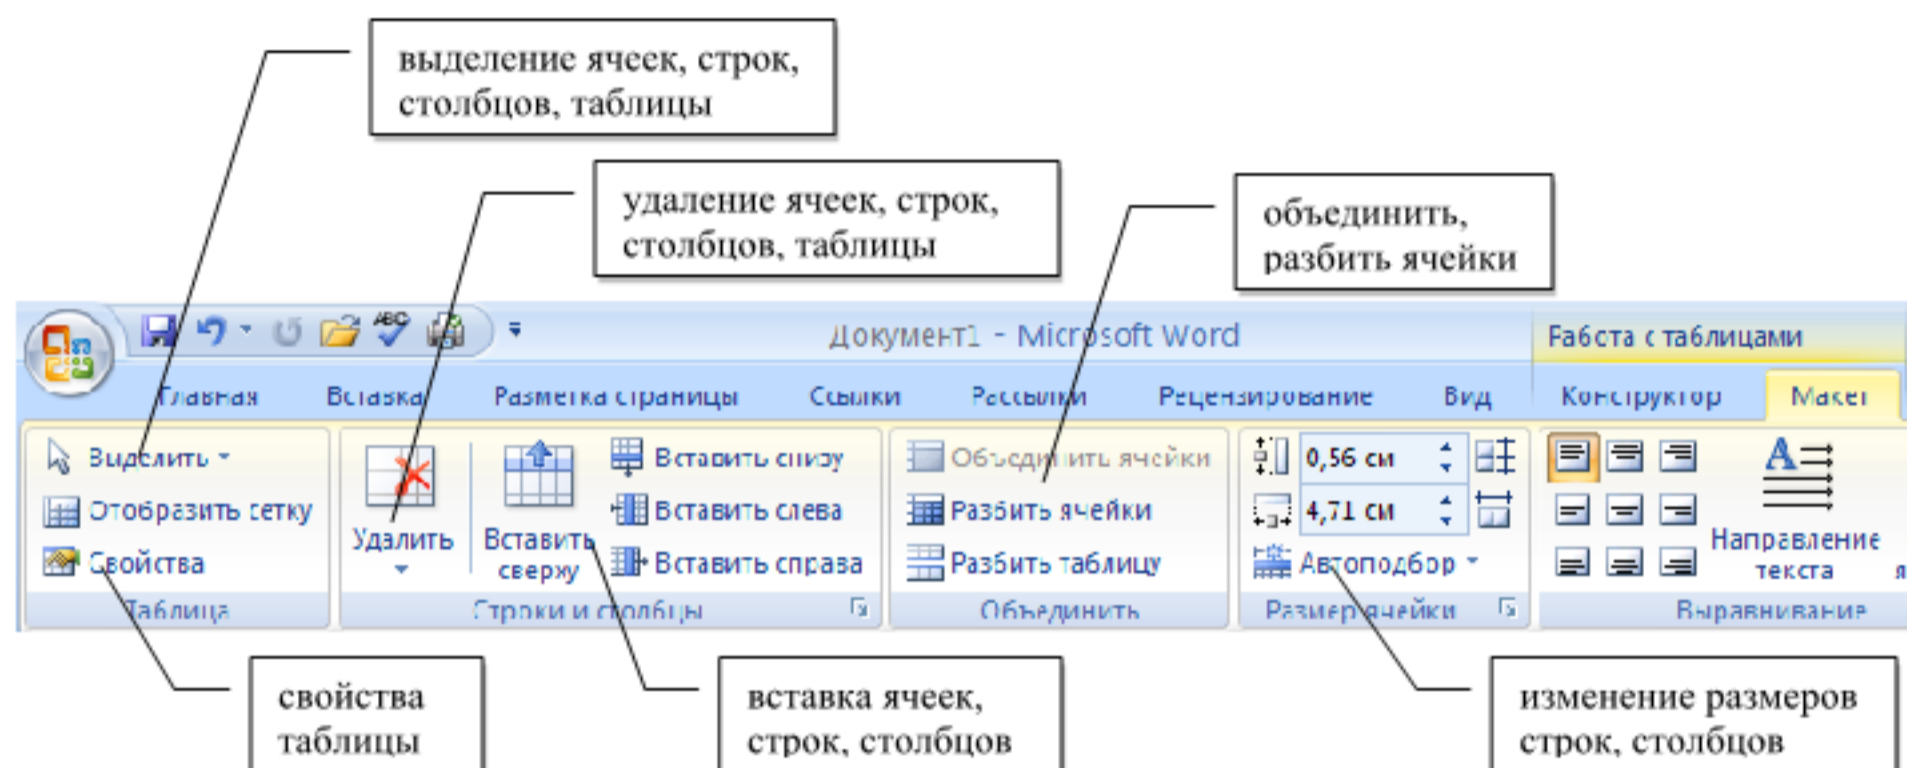 выделение ячеек, строк,
столбцов, таблицы
удаление ячеек, строк,
столбцов, таблицы
объединить,
разбить ячейки
ABC
Документ1 - Microsoft Word
Работа с таблицами
Главная Вставка Разметка страницы Ссылки Рассылки Рецензирование Вид Конструктор Макет
Выделить
Отобразить сетку
Свойства
Таблица
Удалить
Вставить
сверху
Вставить снизу
Вставить слева
Вставить справа
Строки и столбцы
Объединить ячейки
Разбить ячейки
Разбить таблицу
Объединить
0,56 см
4,71 см
Автоподбор
Размер ячейки
А
Направление
текста
Выравнивание
свойства
таблицы
вставка ячеек,
строк, столбцов
изменение размеров
строк, столбцов